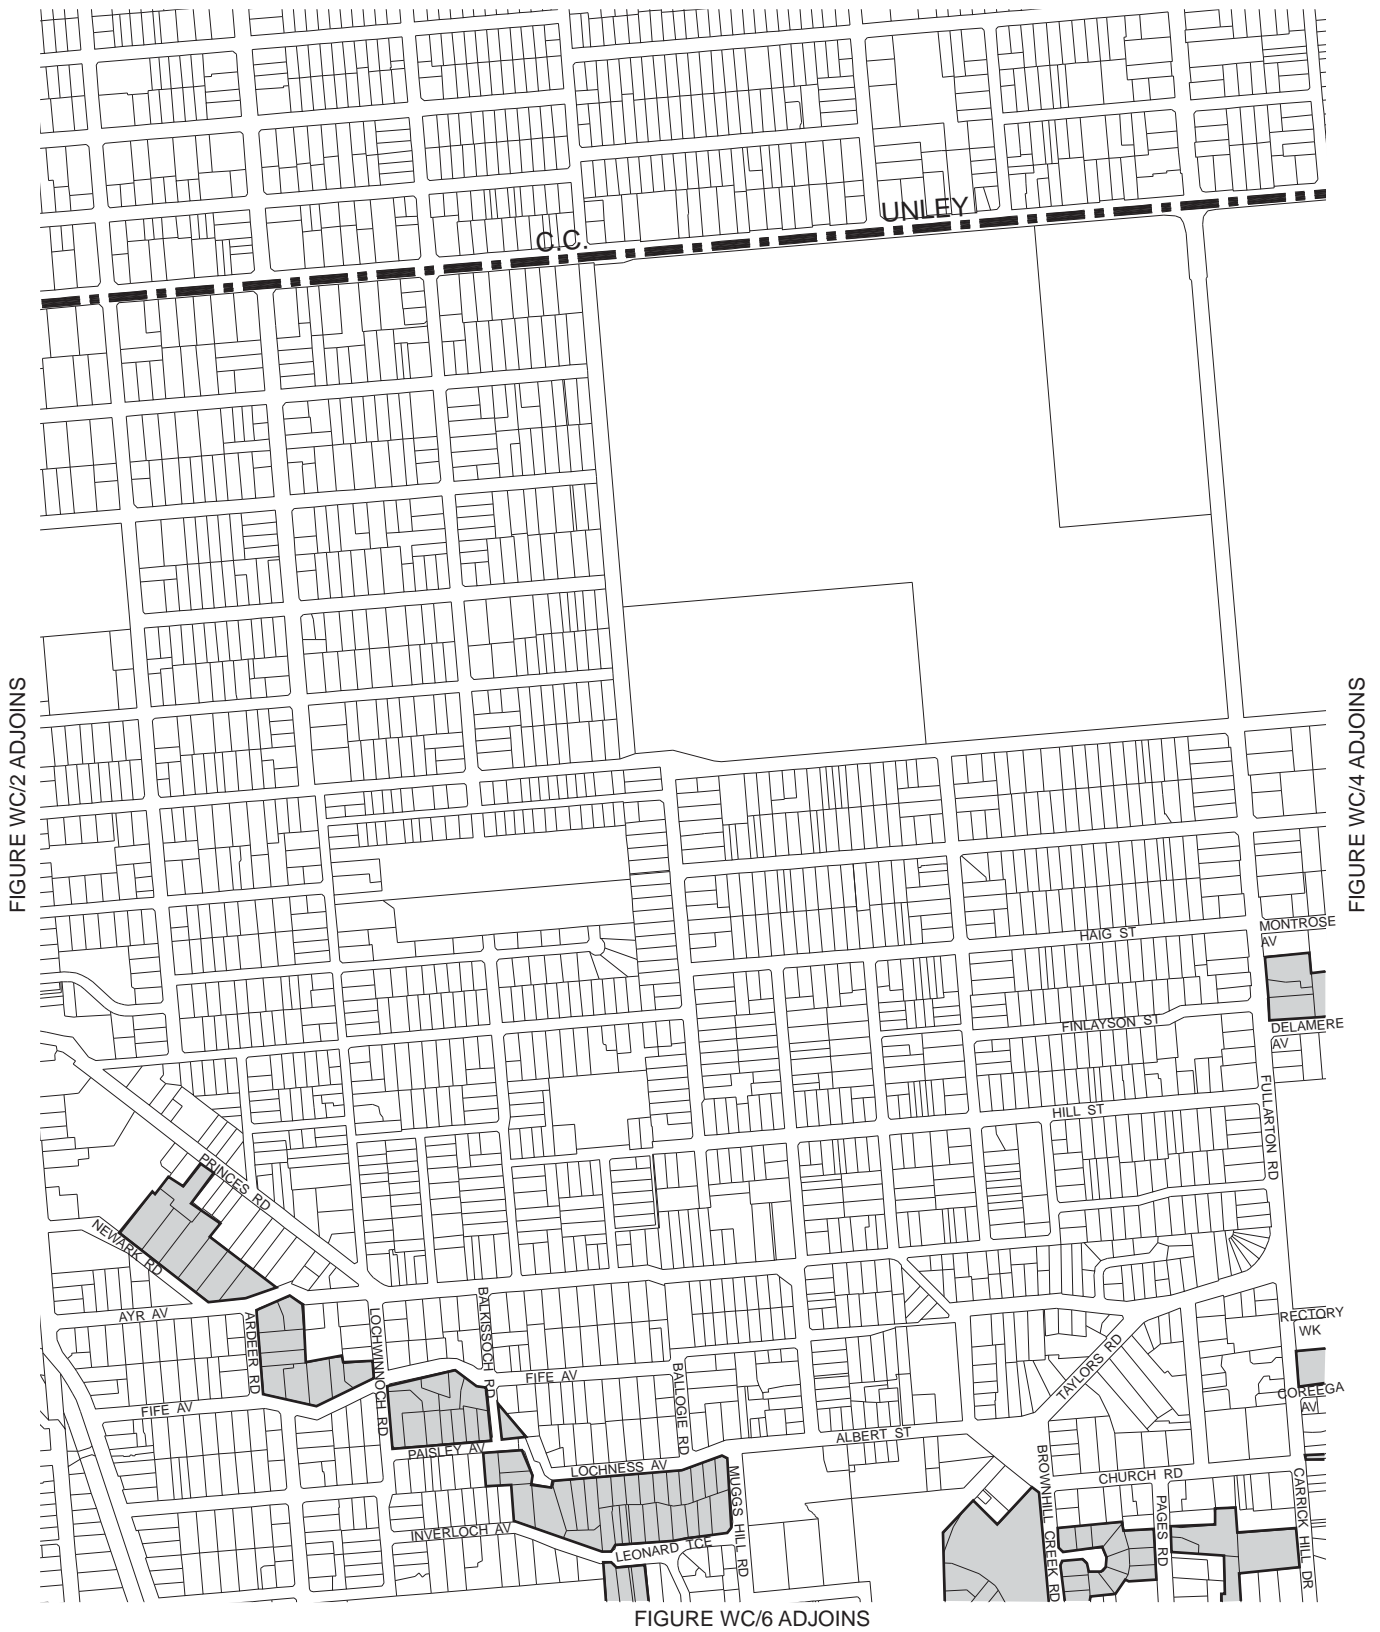 UNLEY
C.C.
FIGURE WC/2 ADJOINS
FIGURE WC/4 ADJOINS
MONTROSE
AV
HAIG ST
FINLAYSON ST
DELAMERE
AV
FULLARTON RD
HILL ST
PRINCES RD
NEWARK RD
AYR AV
ARDEER RD
LOCHWINNOCH RD
BALKISSOCH RD
RECTORY
WK
TAYLORS RD
FIFE AV
BALLOGIE RD
COREEGA
AV
FIFE AV
ALBERT ST
PAISLEY AV
LOCHNESS AV
MUGGS HILL RD
BROWNHILL CREEK RD
CHURCH RD
PAGES RD
CARRICK HILL DR
INVERLOCH AV
LEONARD TCE
FIGURE WC/6 ADJOINS